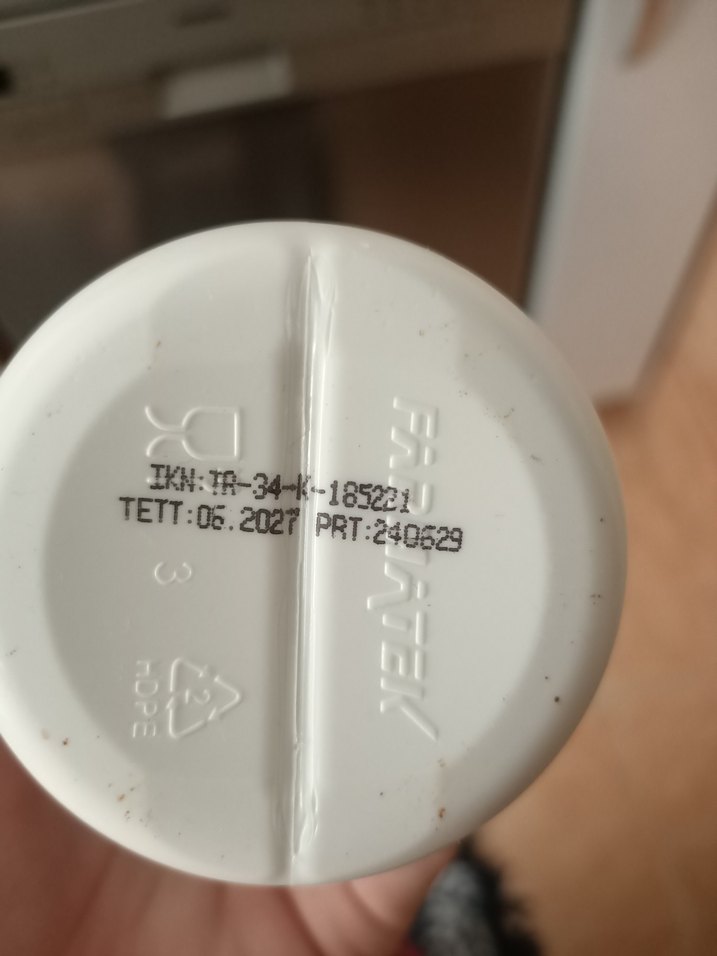 IKN:TR-34-K-185221
TETT:06.2027 PRT:240629
FARMATEK
3
2
HDPE